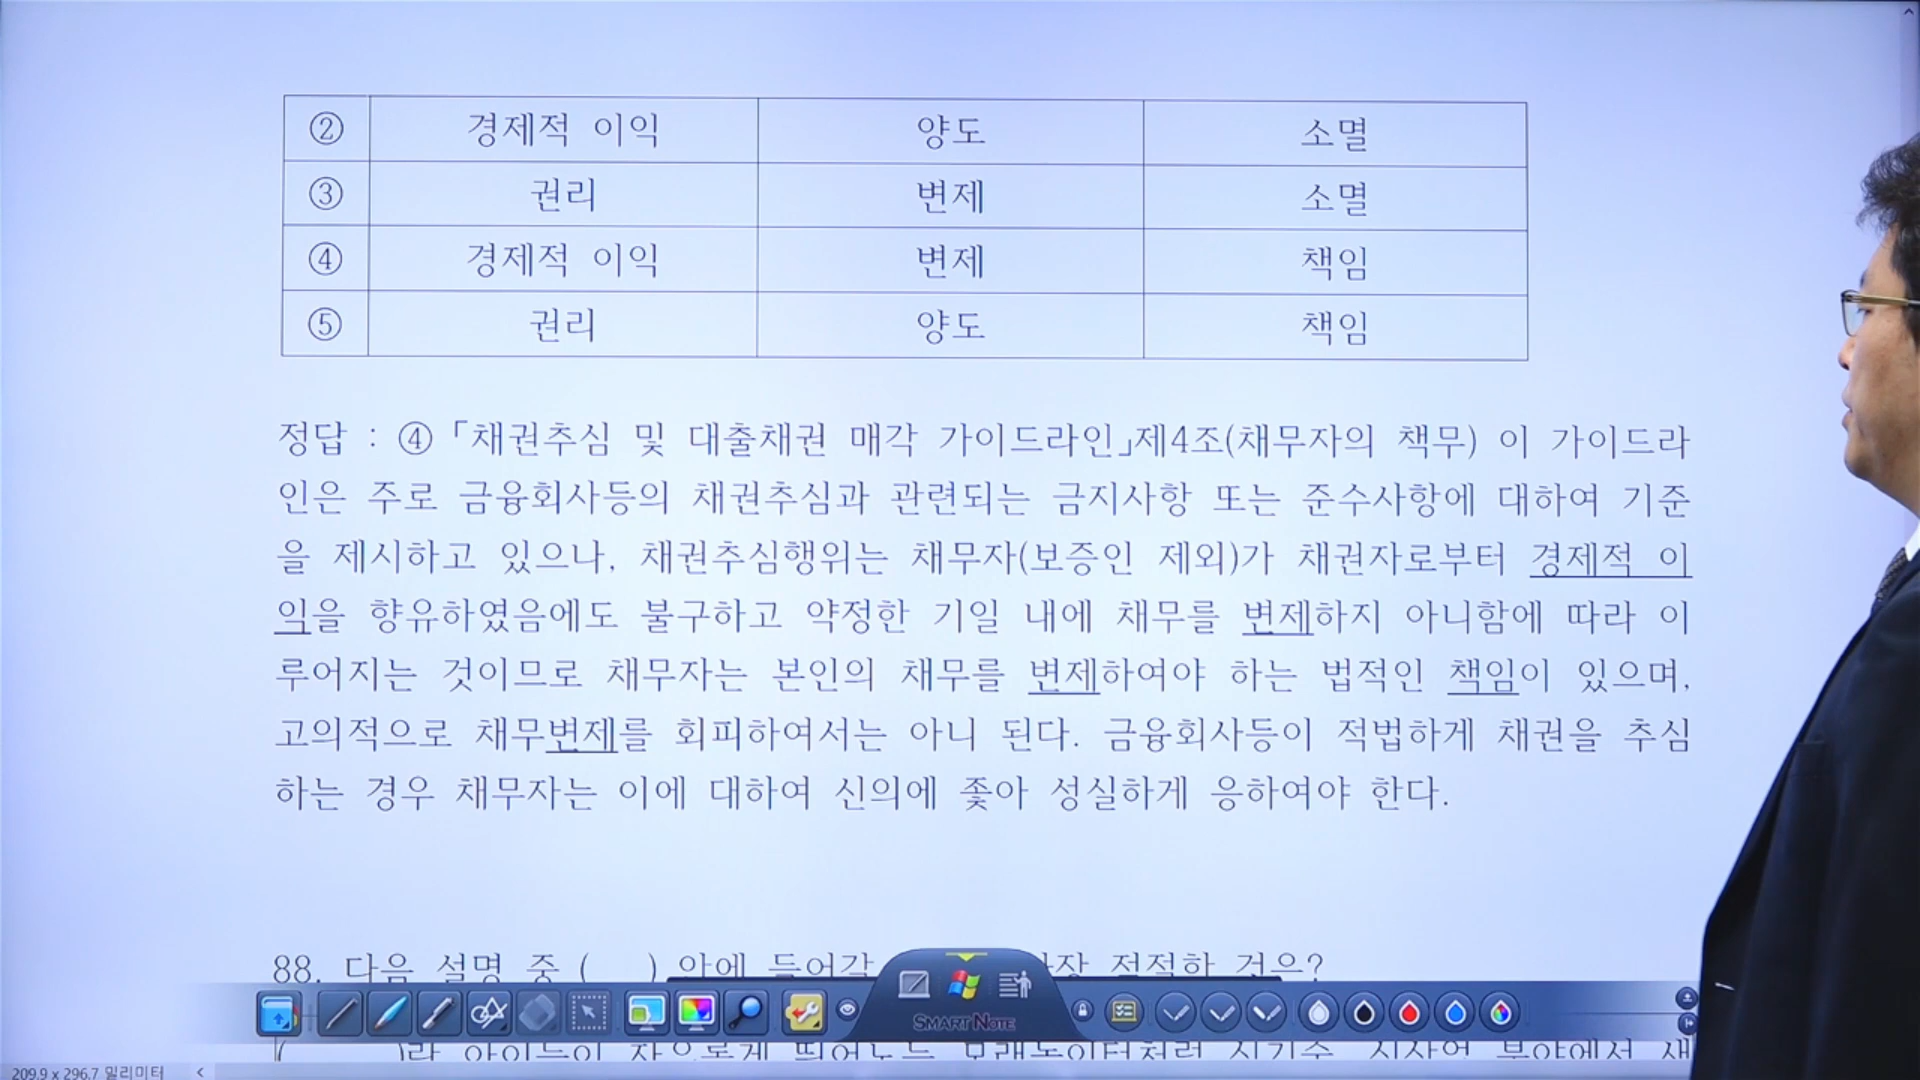 ② 경제적 이익 양도 소멸
③ 권리 변제 소멸
④ 경제적 이익 변제 책임
⑤ 권리 양도 책임
정답 : ④ 「채권추심 및 대출채권 매각 가이드라인」제4조(채무자의 책무) 이 가이드라
인은 주로 금융회사등의 채권추심과 관련되는 금지사항 또는 준수사항에 대하여 기준
을 제시하고 있으나, 채권추심행위는 채무자(보증인 제외)가 채권자로부터 경제적 이
익을 향유하였음에도 불구하고 약정한 기일 내에 채무를 변제하지 아니함에 따라 이
루어지는 것이므로 채무자는 본인의 채무를 변제하여야 하는 법적인 책임이 있으며,
고의적으로 채무변제를 회피하여서는 아니 된다. 금융회사등이 적법하게 채권을 추심
하는 경우 채무자는 이에 대하여 신의에 좇아 성실하게 응하여야 한다.
88. 다음 설명 중 ( ) 안에 들어갈 적절한 것은?
SMART NOTE
209.9 x 296.7 밀리미터